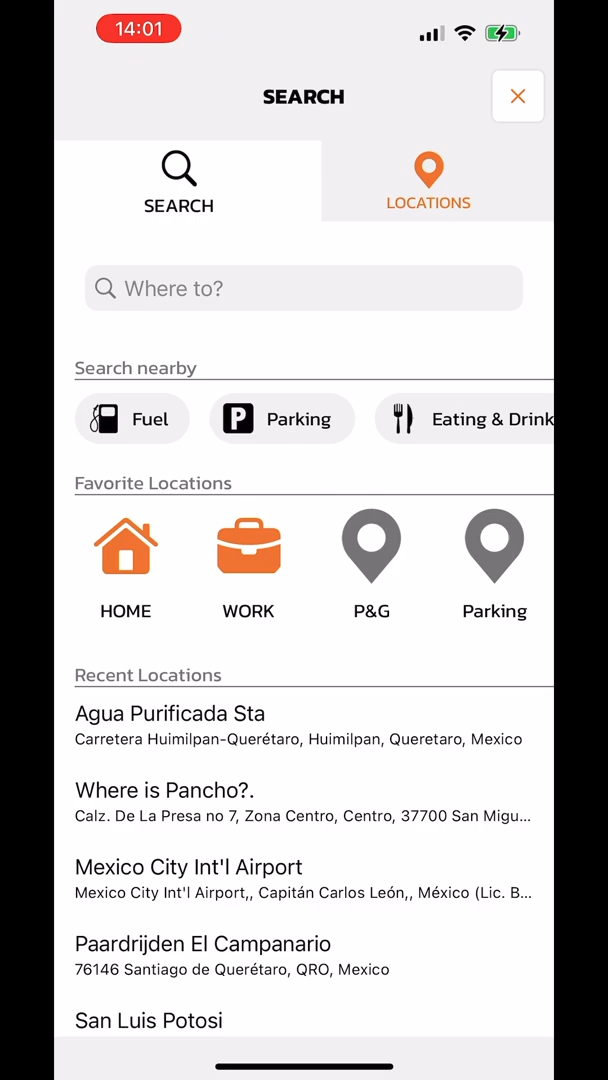 14:01
SEARCH
SEARCH
LOCATIONS
Where to?
Search nearby
Fuel
P Parking
Eating & Drink
Favorite Locations
HOME
WORK
P&G
Parking
Recent Locations
Agua Purificada Sta
Carretera Huimilpan-Querétaro, Huimilpan, Queretaro, Mexico
Where is Pancho?.
Calz. De La Presa no 7, Zona Centro, Centro, 37700 San Migu...
Mexico City Int'l Airport
Mexico City Int'l Airport,, Capitán Carlos León,, México (Lic. B...
Paardrijden El Campanario
76146 Santiago de Querétaro, QRO, Mexico
San Luis Potosi